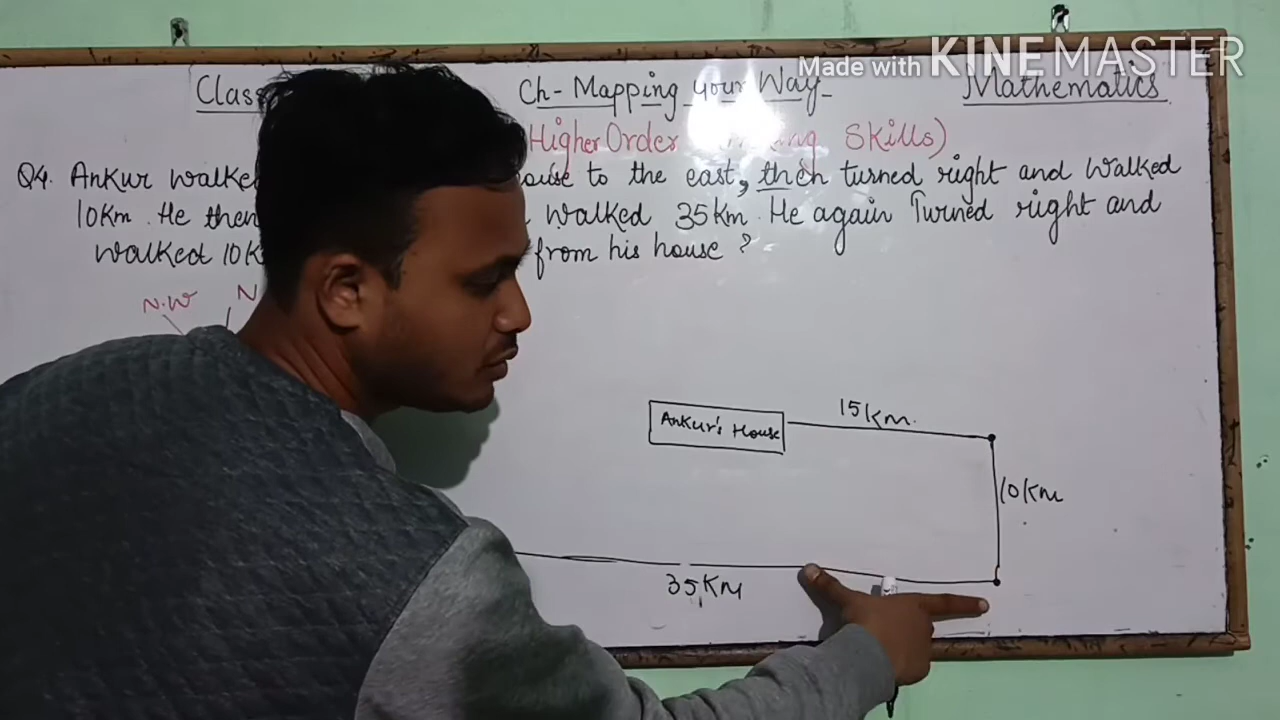 Made with KINEMASTER
Class Ch- Mapping your Way Mathematics
Higher Order Skills)
Q4. Ankur walked to the east, then turned right and walked
10Km. He then walked 35Km. He again Turned right and
walked 10K from his house ?
N.W N
Ankur's House
15Km.
10Km
35Km